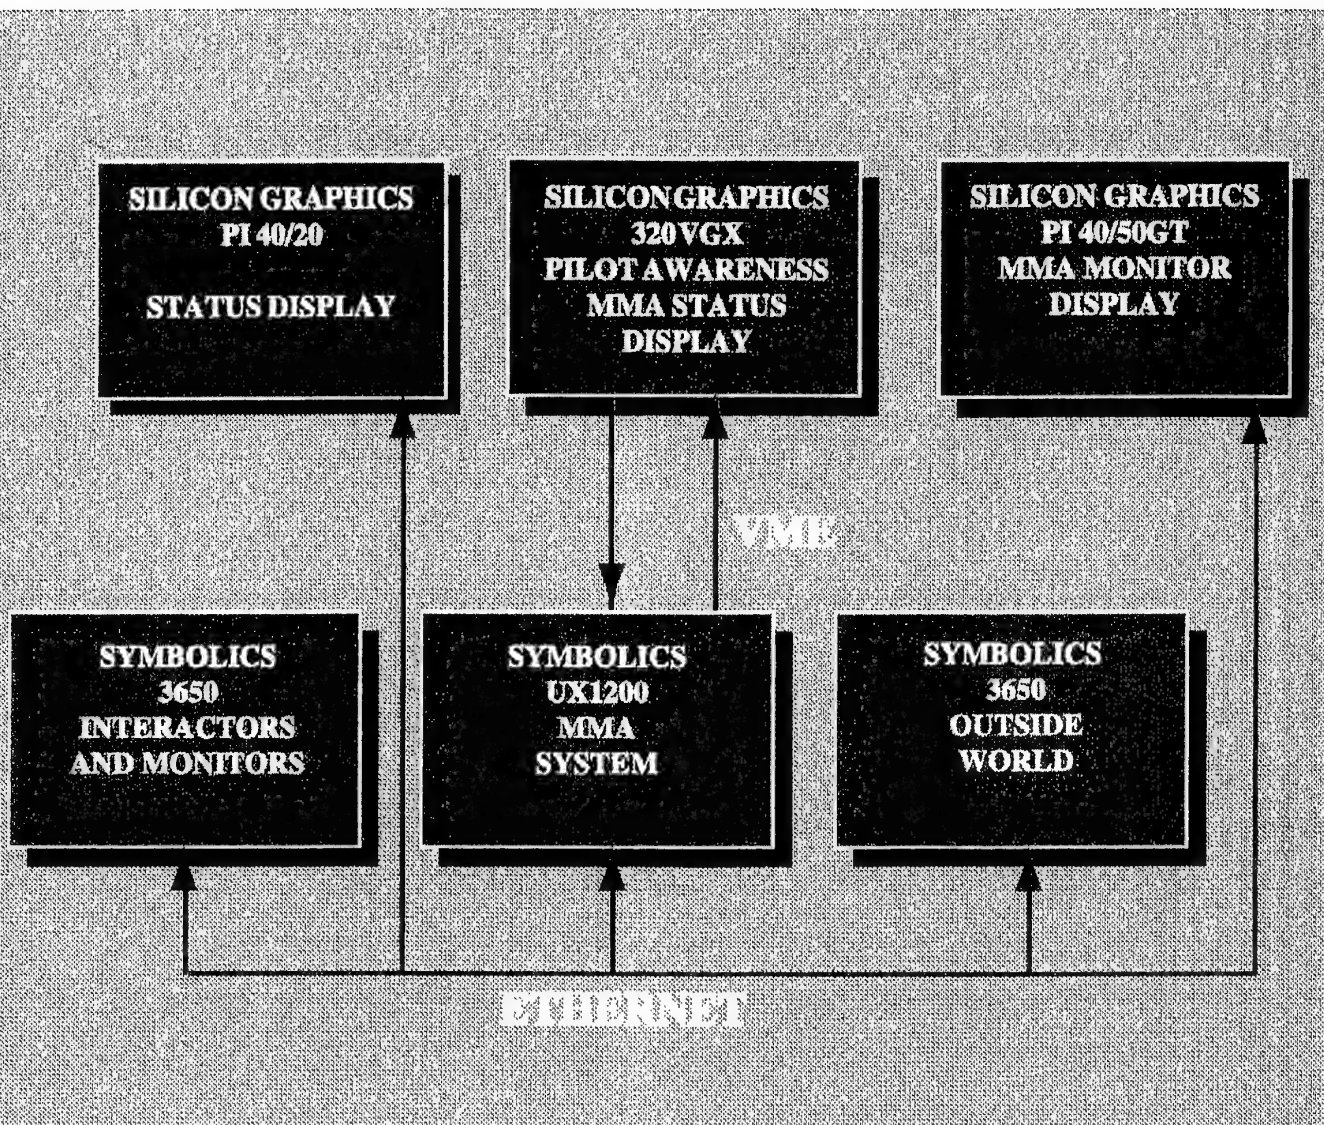 SILICON GRAPHICS
PI 40/20
STATUS DISPLAY
SILICON GRAPHICS
320 VGX
PILOT AWARENESS
MMA STATUS
DISPLAY
SILICON GRAPHICS
PI 40/50GT
MMA MONITOR
DISPLAY
VME
SYMBOLICS
3650
INTERACTORS
AND MONITORS
SYMBOLICS
UX1200
MMA
SYSTEM
SYMBOLICS
3650
OUTSIDE
WORLD
ETHERNET